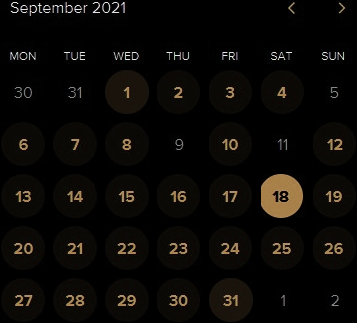 September 2021
MON TUE WED THU FRI SAT SUN
30 31 1 2 3 4 5
6 7 8 9 10 11 12
13 14 15 16 17 18 19
20 21 22 23 24 25 26
27 28 29 30 31 1 2